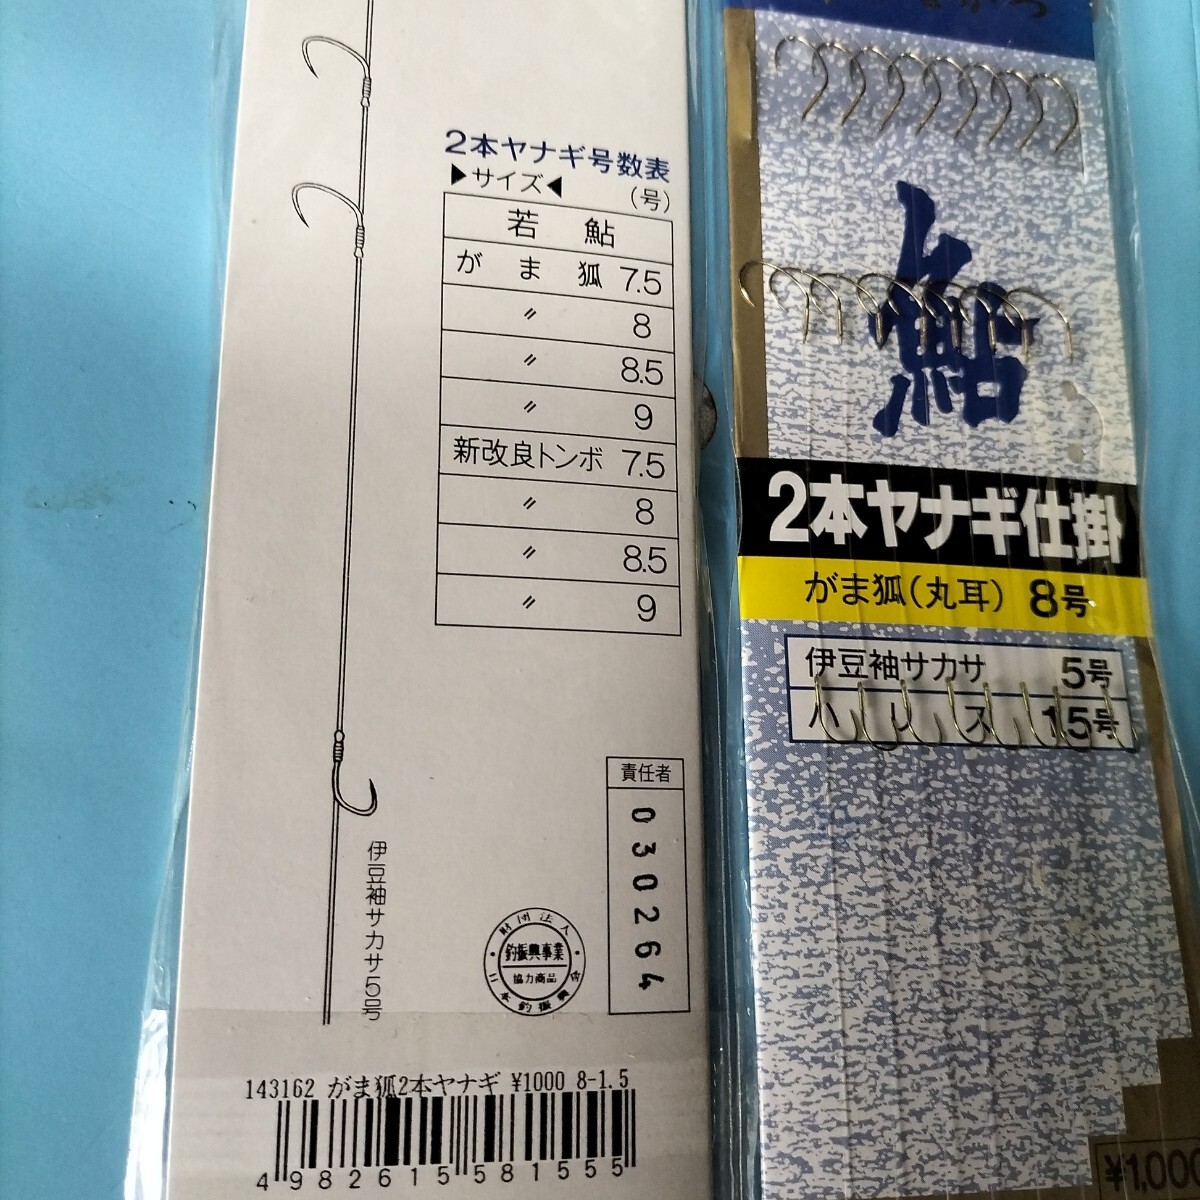 2本ヤナギ号数表
▶サイズ◀ (号)
若 鮎
がま狐 7.5
〃 8
〃 8.5
〃 9
新改良トンボ 7.5
〃 8
〃 8.5
〃 9
伊豆袖サカサ5号
責任者
030264
財団法人
釣振興事業
協力商品
日本釣振興会
143162 がま狐2本ヤナギ ¥1000 8-1.5
4982615581555
鮎
2本ヤナギ仕掛
がま狐(丸耳) 8号
伊豆袖サカサ 5号
ハリス 1.5号
¥1,000